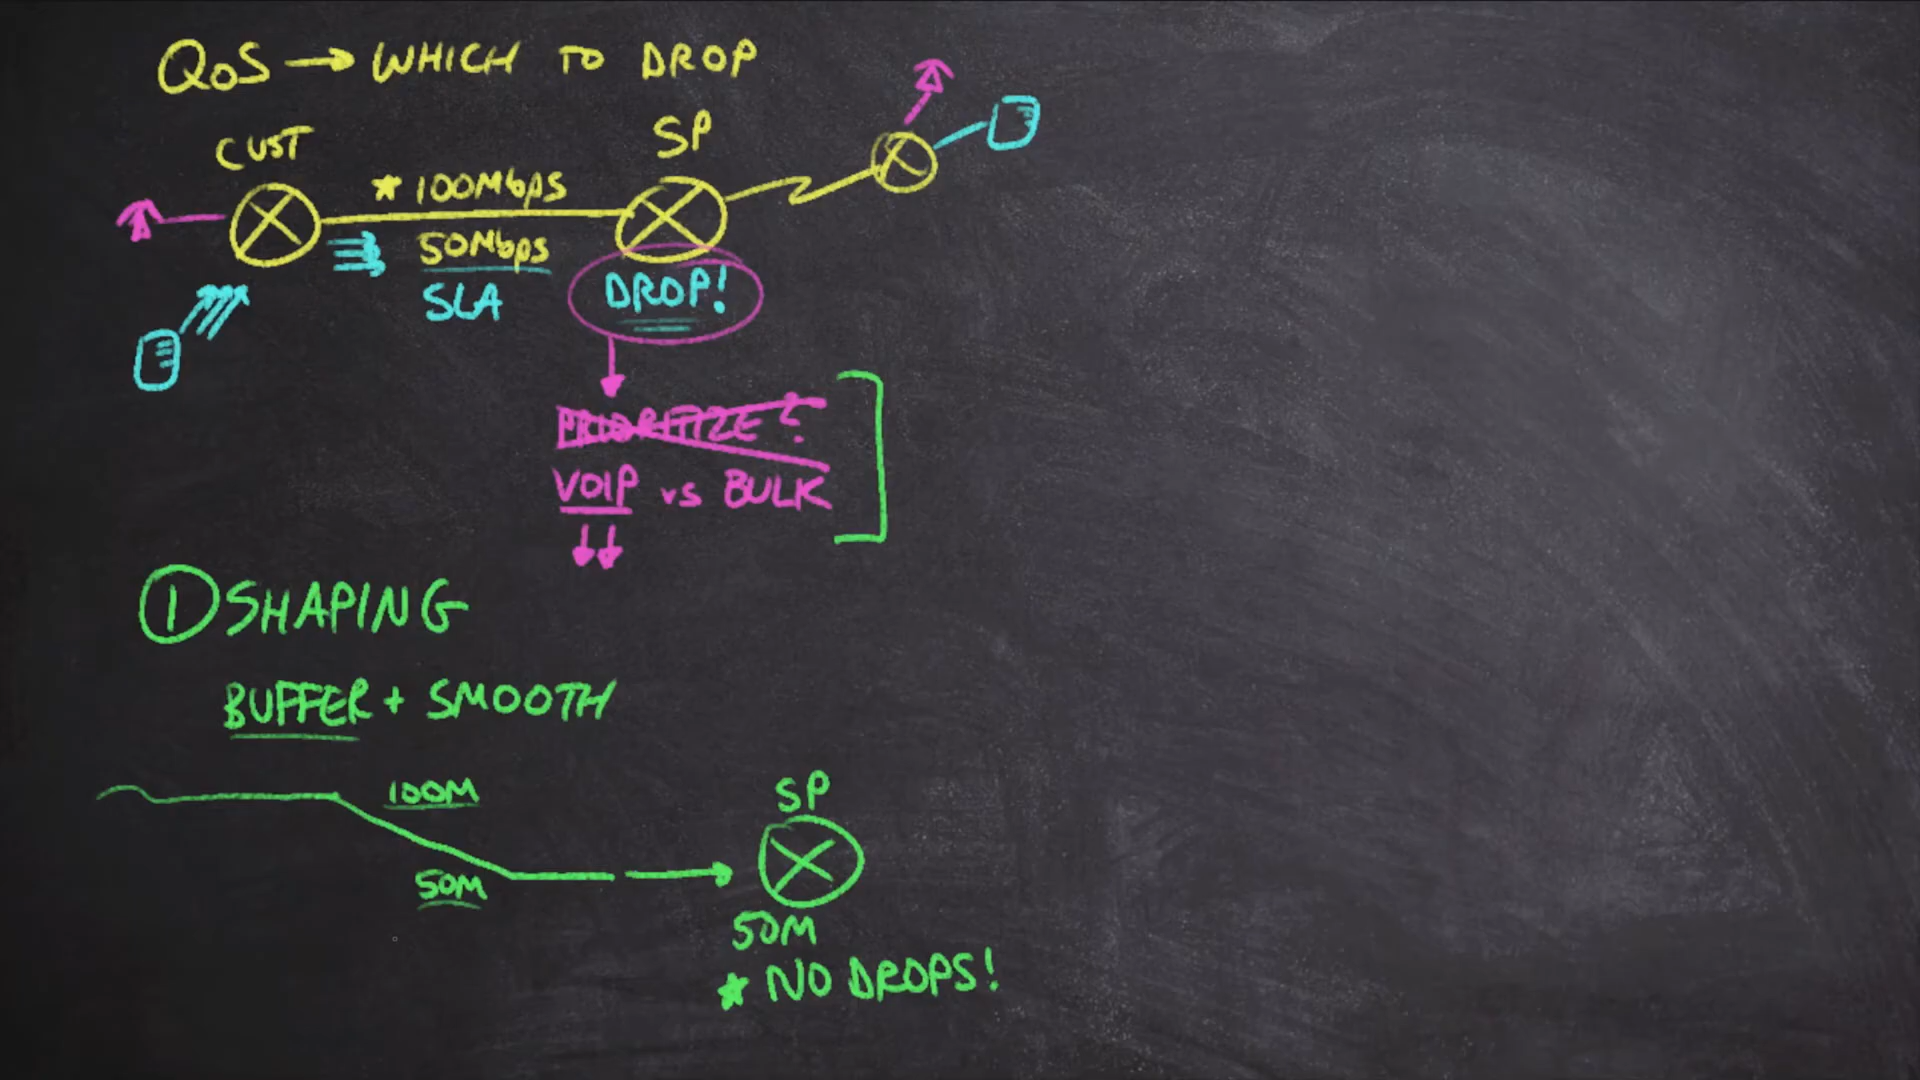 QoS → WHICH TO DROP
CUST
SP
* 100Mbps
50Mbps
SLA
DROP!
PRIORITIZE?
VOIP vs BULK
1 SHAPING
BUFFER + SMOOTH
100M
50M
SP
50M
* NO DROPS!